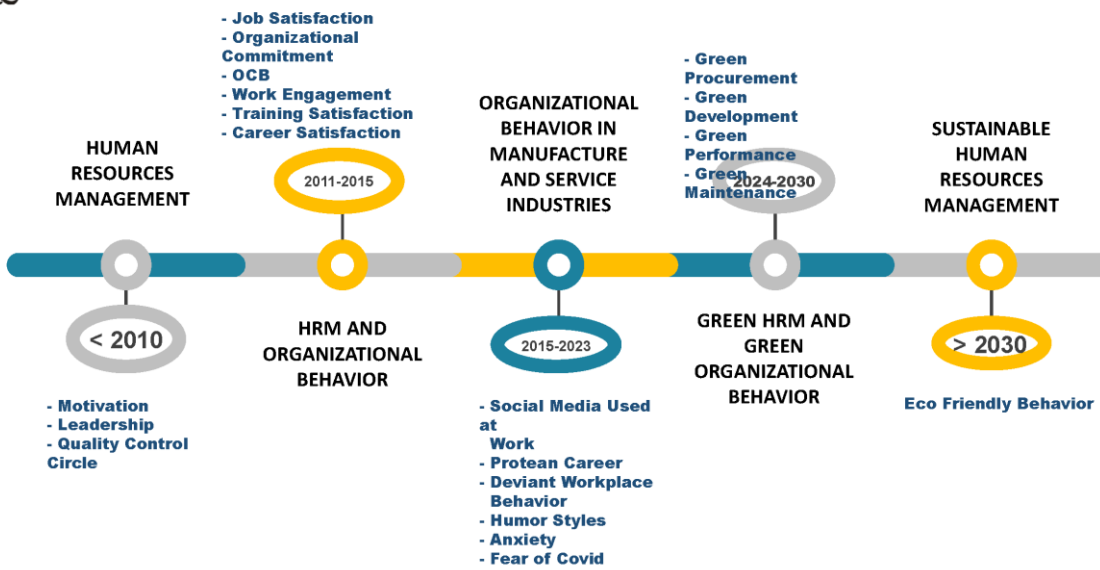 HUMAN
RESOURCES
MANAGEMENT
< 2010
- Motivation
- Leadership
- Quality Control
Circle
- Job Satisfaction
- Organizational
Commitment
- OCB
- Work Engagement
- Training Satisfaction
- Career Satisfaction
2011-2015
HRM AND
ORGANIZATIONAL
BEHAVIOR
ORGANIZATIONAL
BEHAVIOR IN
MANUFACTURE
AND SERVICE
INDUSTRIES
2015-2023
- Social Media Used
at
Work
- Protean Career
- Deviant Workplace
Behavior
- Humor Styles
- Anxiety
- Fear of Covid
- Green
Procurement
- Green
Development
- Green
Performance
- Green
Maintenance
2024-2030
GREEN HRM AND
GREEN
ORGANIZATIONAL
BEHAVIOR
SUSTAINABLE
HUMAN
RESOURCES
MANAGEMENT
> 2030
Eco Friendly Behavior